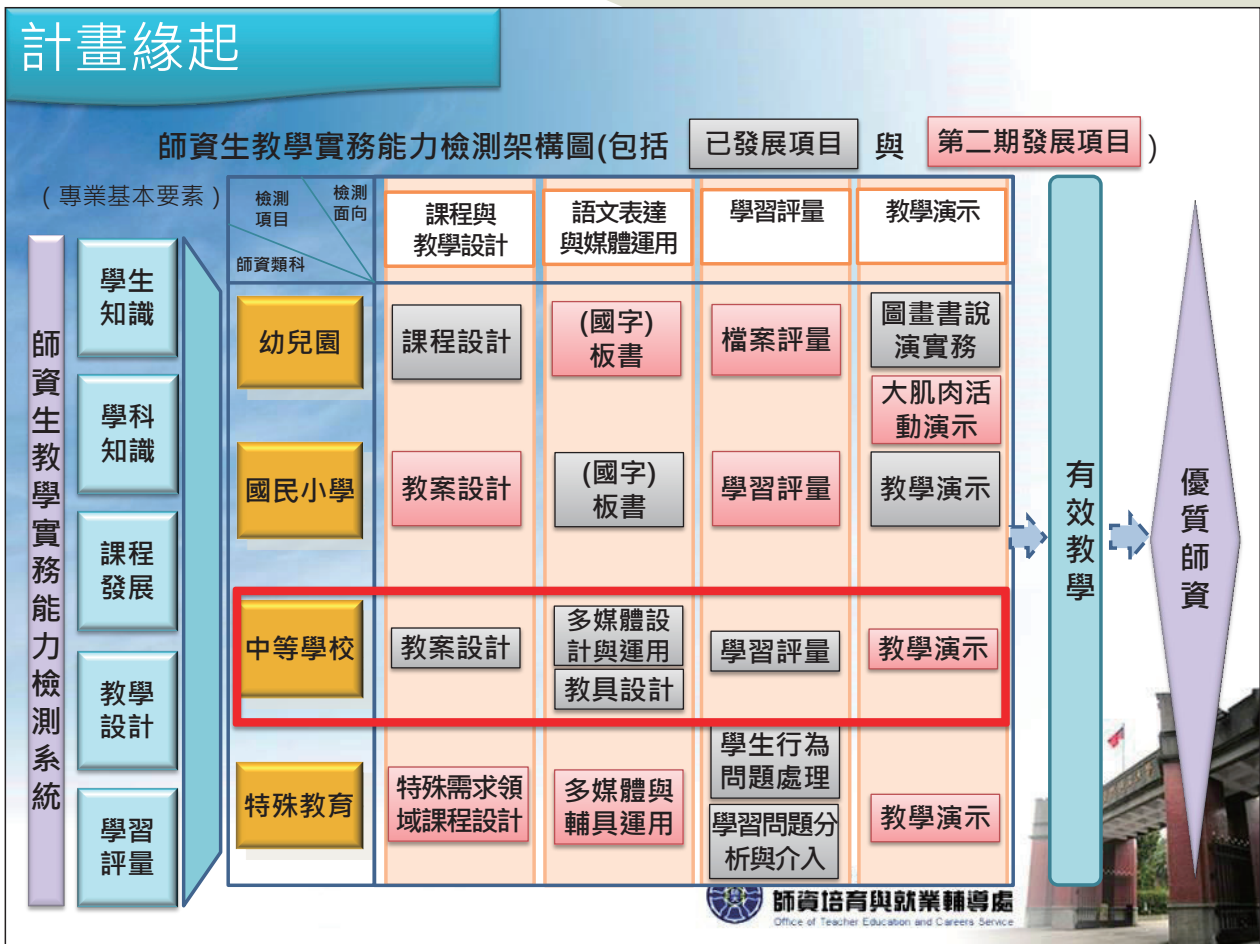 計畫緣起
師資生教學實務能力檢測架構圖(包括 已發展項目 與 第二期發展項目 )
(專業基本要素)
師資生教學實務能力檢測系統
學生
知識
學科
知識
課程
發展
教學
設計
學習
評量
檢測
項目
檢測
面向
師資類科
課程與
教學設計
語文表達
與媒體運用
學習評量
教學演示
幼兒園
課程設計
(國字)
板書
檔案評量
圖畫書說
演實務
大肌肉活
動演示
國民小學
教案設計
(國字)
板書
學習評量
教學演示
中等學校
教案設計
多媒體設
計與運用
教具設計
學習評量
教學演示
特殊教育
特殊需求領
域課程設計
多媒體與
輔具運用
學生行為
問題處理
學習問題分
析與介入
教學演示
有效教學
優質師資
師資培育與就業輔導處
Office of Teacher Education and Careers Service